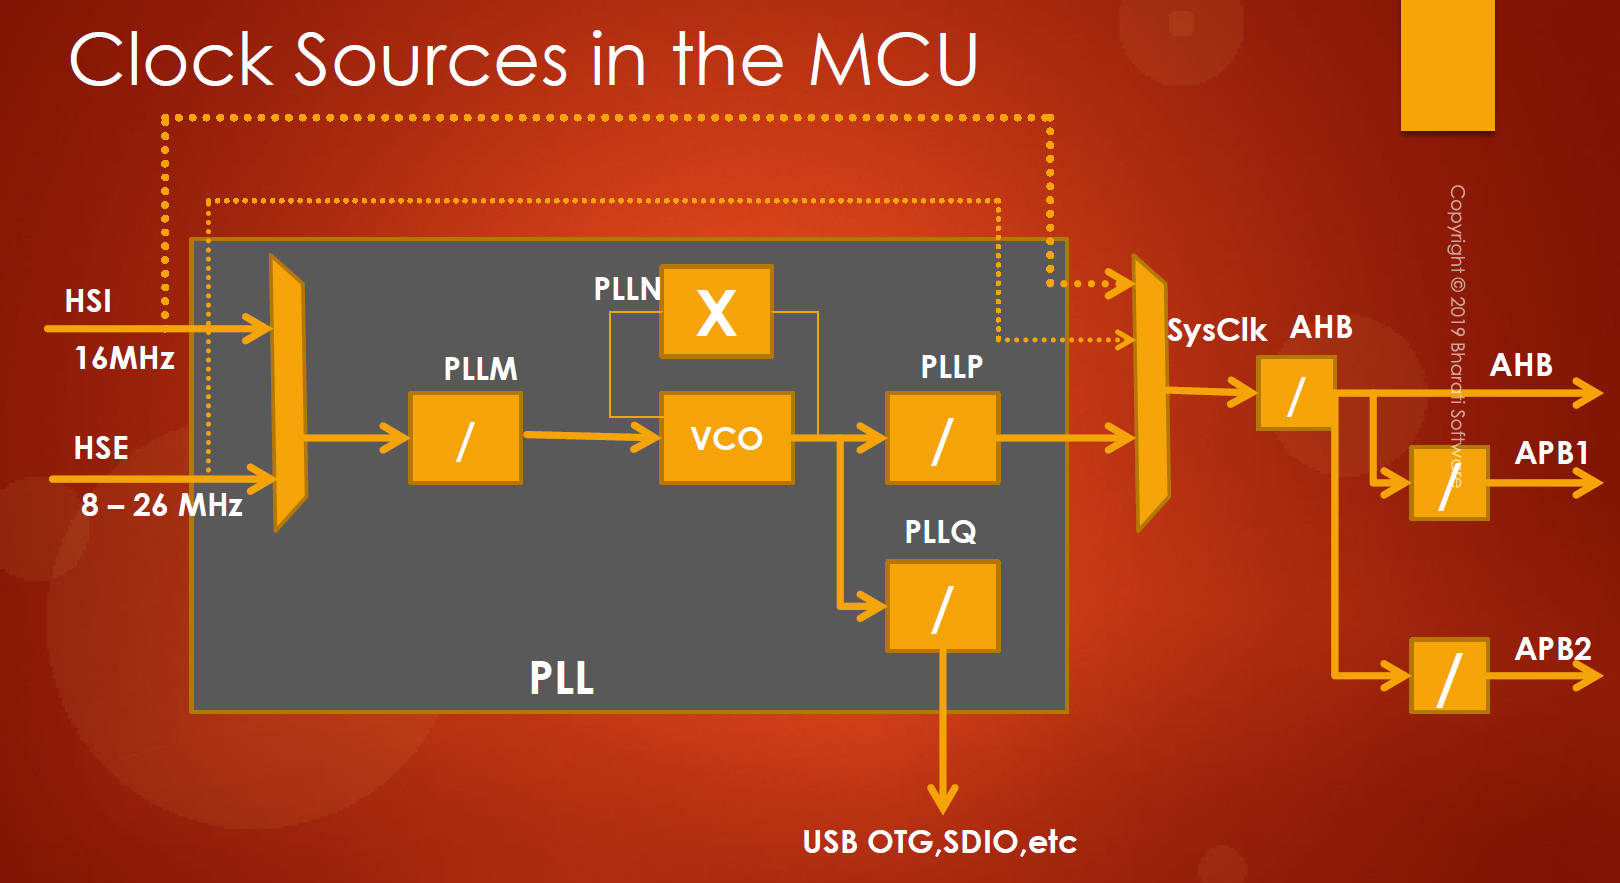 Clock Sources in the MCU
HSI
16MHz
HSE
8 – 26 MHz
PLLM
/
PLLN
X
VCO
PLLP
/
PLLQ
/
PLL
USB OTG,SDIO,etc
SysClk
AHB
/
AHB
APB1
/
APB2
/
Copyright © 2019 Bharati Software